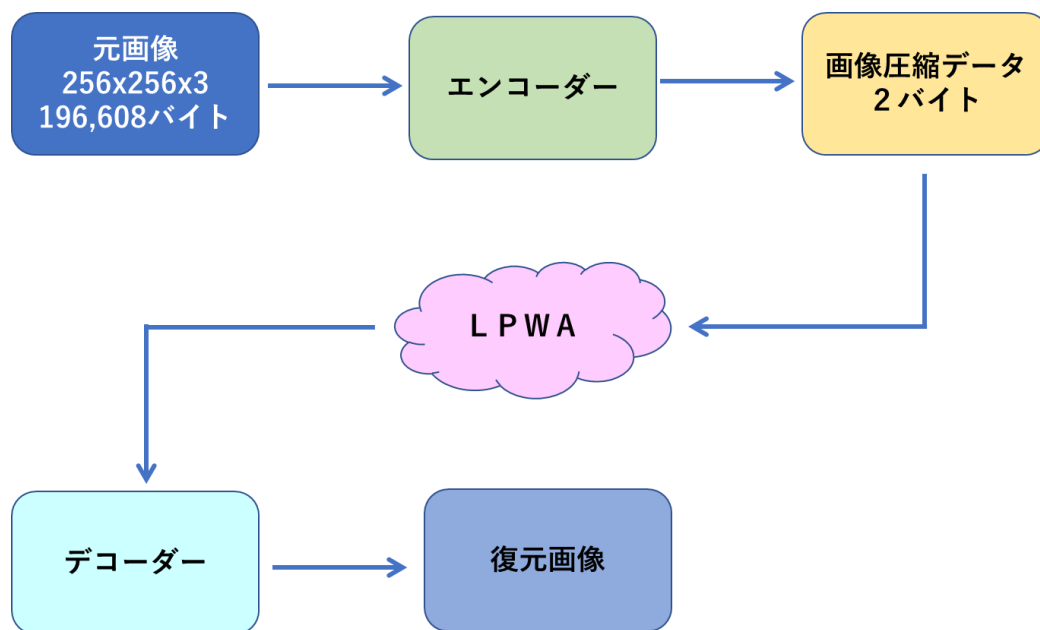 元画像
256x256x3
196,608バイト
エンコーダー
画像圧縮データ
２バイト
ＬＰＷＡ
デコーダー
復元画像